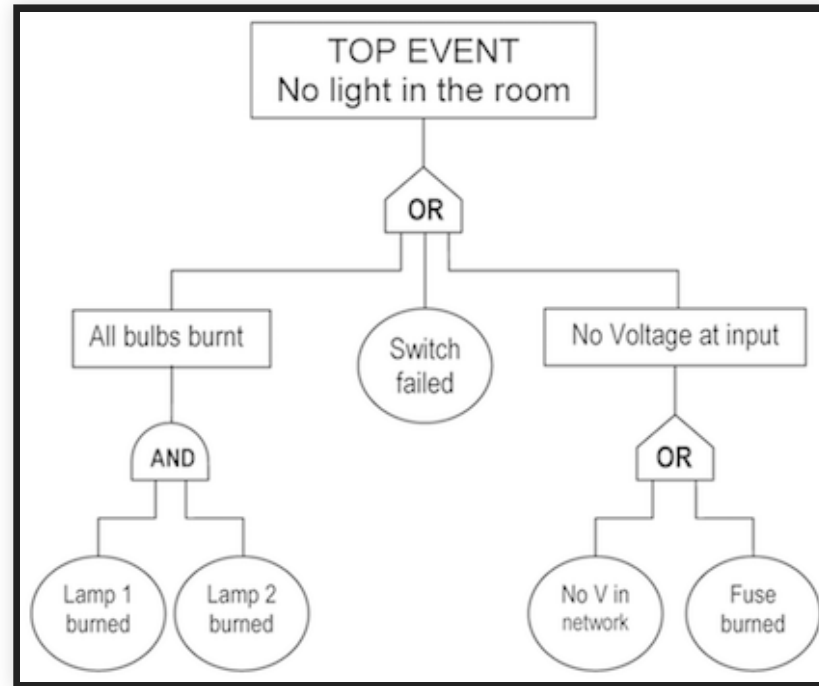 TOP EVENT
No light in the room
OR
All bulbs burnt
Switch
failed
No Voltage at input
AND
OR
Lamp 1
burned
Lamp 2
burned
No V in
network
Fuse
burned